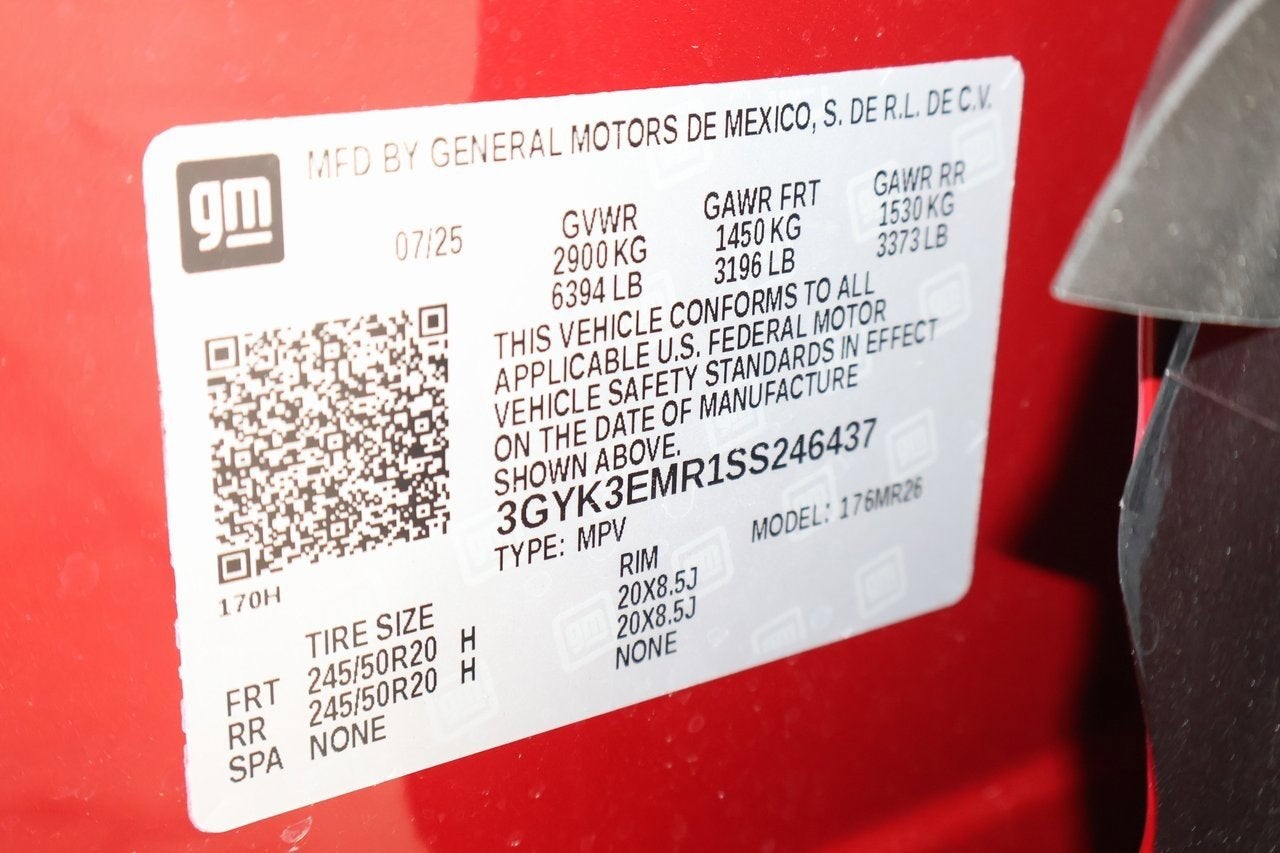 MFD BY GENERAL MOTORS DE MEXICO, S. DE R.L. DE C.V.
gm
07/25
GVWR GAWR FRT GAWR RR
2900 KG 1450 KG 1530 KG
6394 LB 3196 LB 3373 LB
THIS VEHICLE CONFORMS TO ALL
APPLICABLE U.S. FEDERAL MOTOR
VEHICLE SAFETY STANDARDS IN EFFECT
ON THE DATE OF MANUFACTURE
SHOWN ABOVE.
3GYK3EMR1SS246437
TYPE: MPV MODEL: 176MR26
170H
TIRE SIZE RIM
FRT 245/50R20 H 20X8.5J
RR 245/50R20 H 20X8.5J
SPA NONE NONE